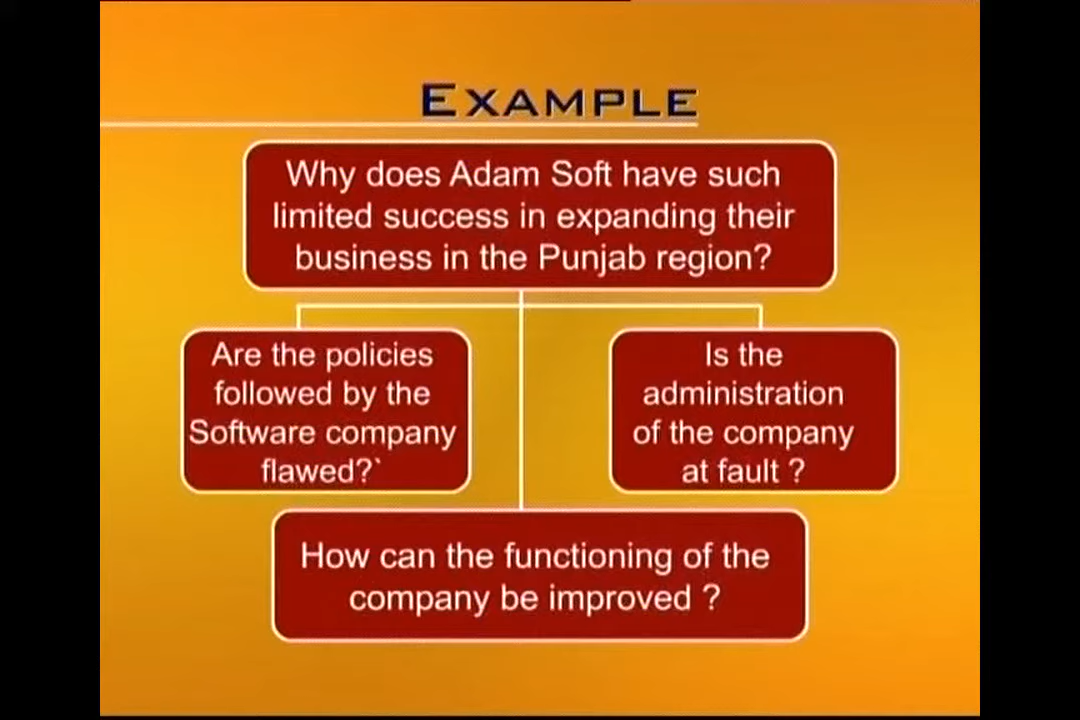 EXAMPLE
Why does Adam Soft have such
limited success in expanding their
business in the Punjab region?
Are the policies
followed by the
Software company
flawed?`
Is the
administration
of the company
at fault ?
How can the functioning of the
company be improved ?